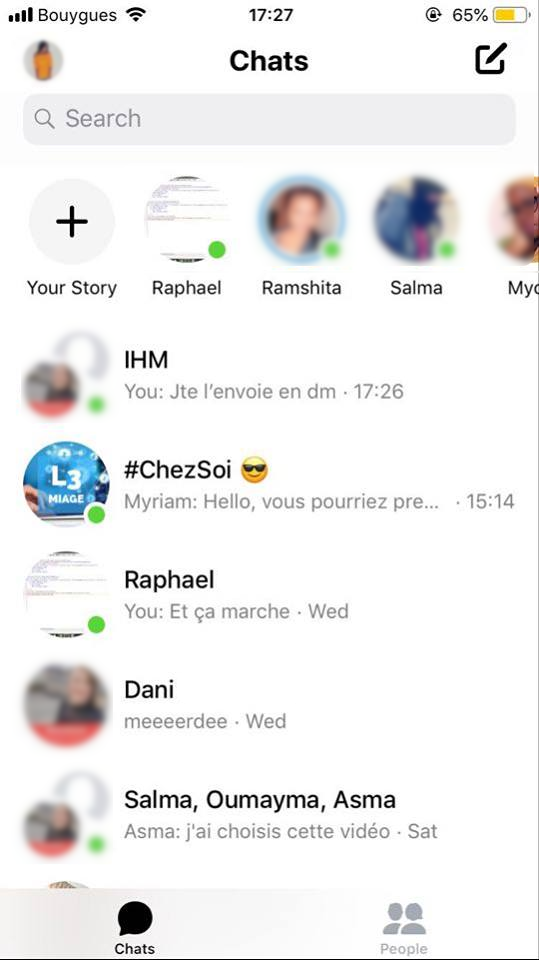 Bouygues 17:27 65%
Chats
Search
Your Story Raphael Ramshita Salma
IHM
You: Jte l’envoie en dm · 17:26
L3
MIAGE
#ChezSoi 😎
Myriam: Hello, vous pourriez pre... · 15:14
Raphael
You: Et ça marche · Wed
Dani
meeeerdee · Wed
Salma, Oumayma, Asma
Asma: j'ai choisis cette vidéo · Sat
Chats People